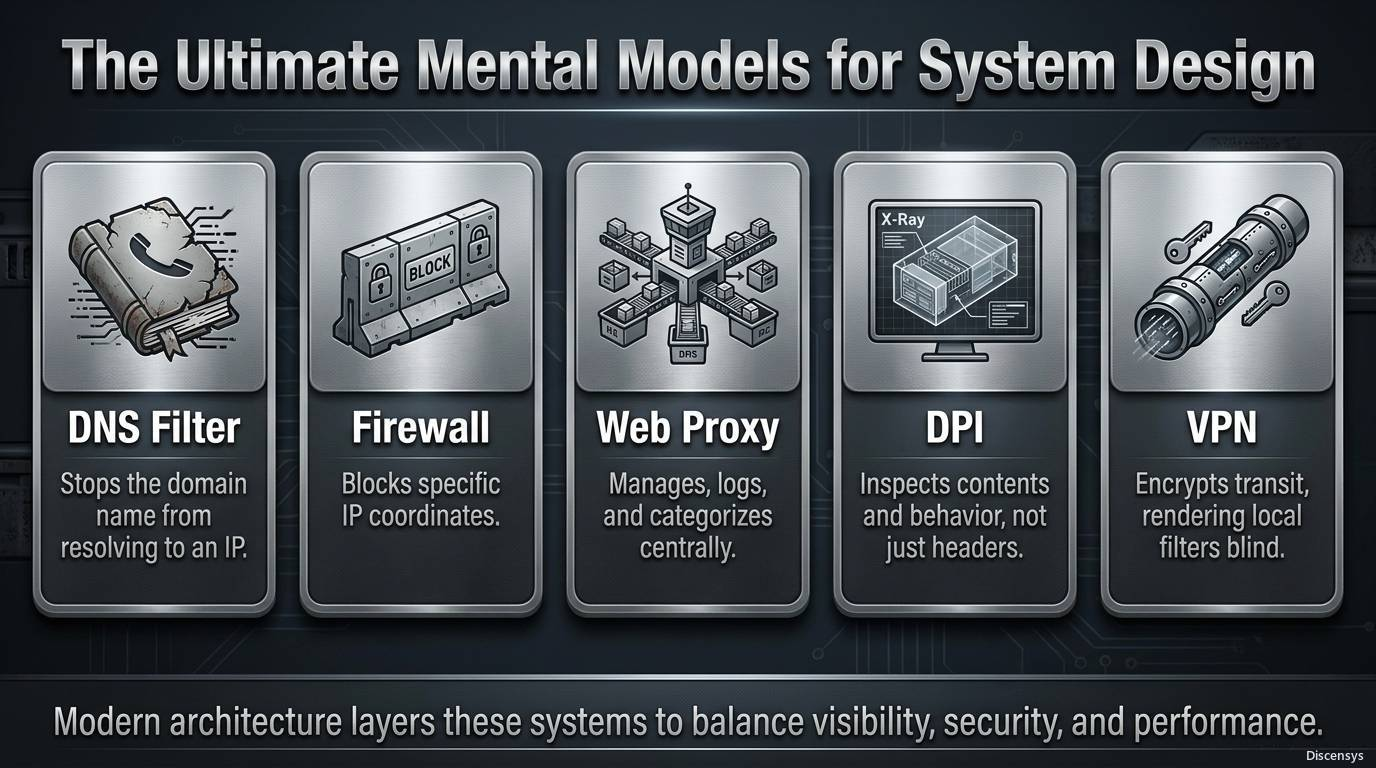 The Ultimate Mental Models for System Design
BLOCK
DNS
X-Ray
DNS Filter
Stops the domain
name from
resolving to an IP.
Firewall
Blocks specific
IP coordinates.
Web Proxy
Manages, logs,
and categorizes
centrally.
DPI
Inspects contents
and behavior, not
just headers.
VPN
Encrypts transit,
rendering local
filters blind.
Modern architecture layers these systems to balance visibility, security, and performance.
Discensys